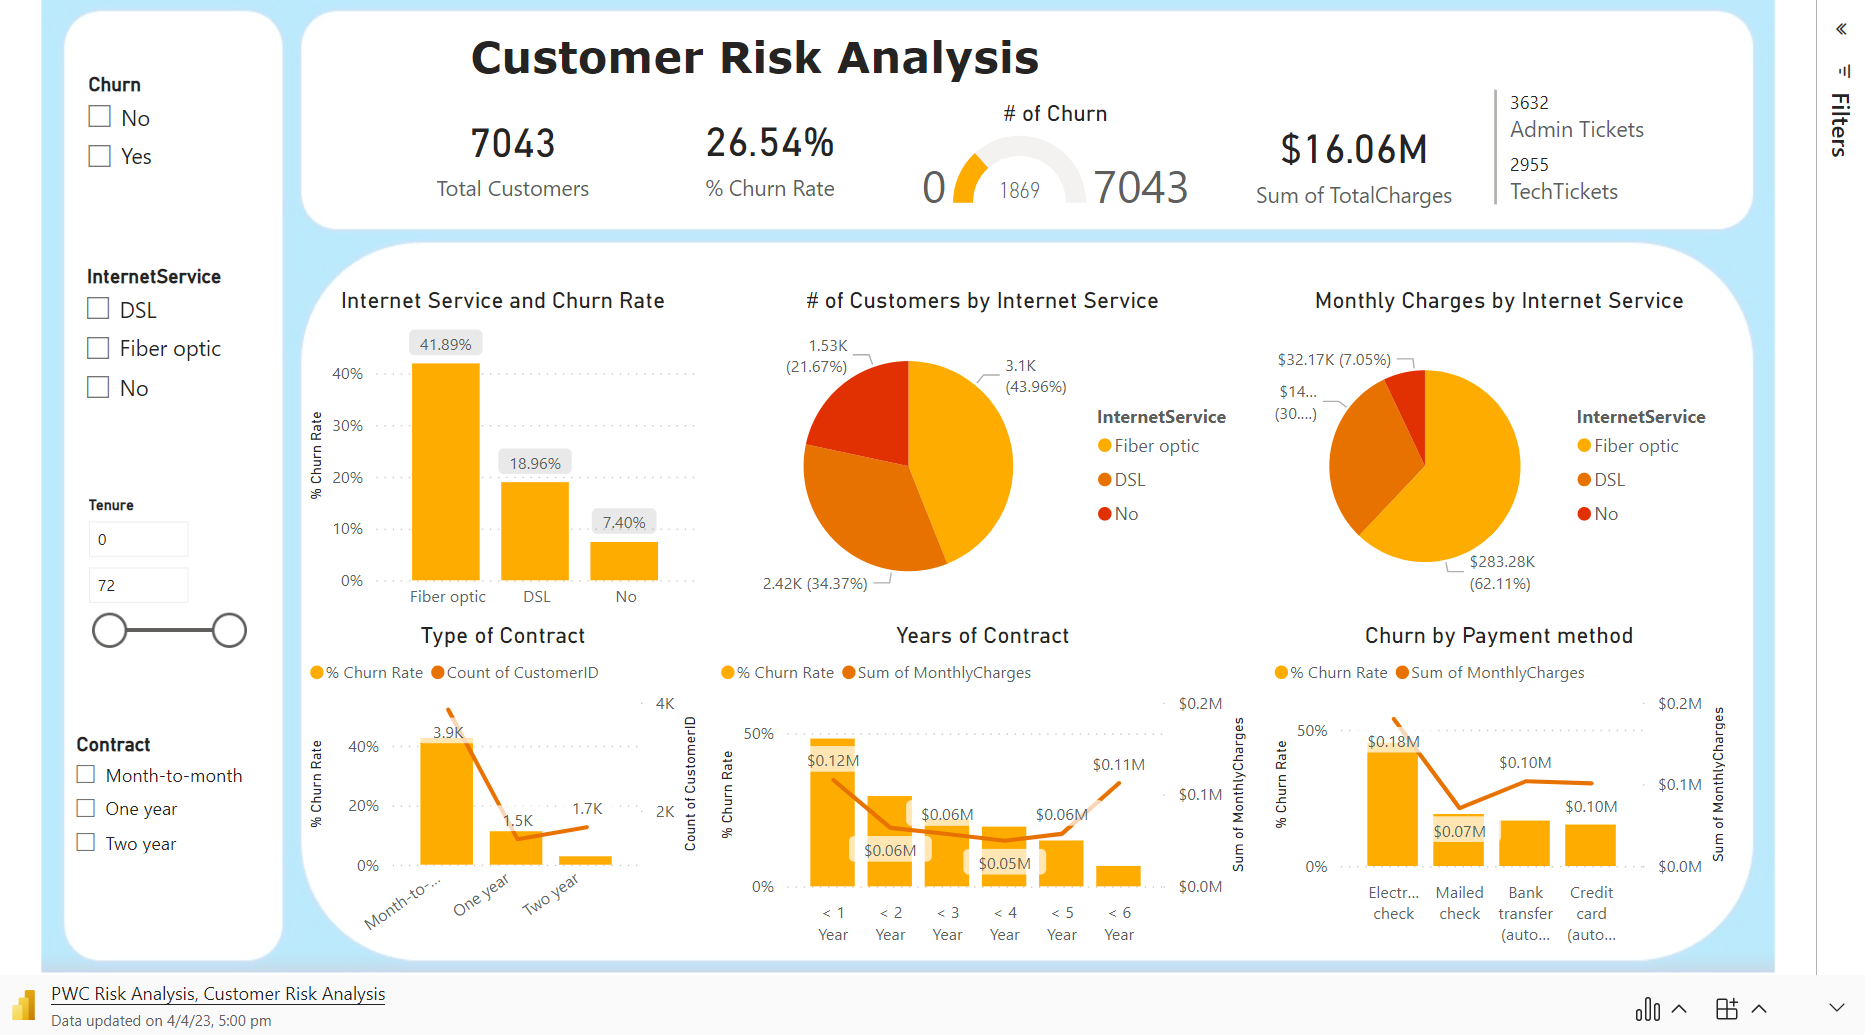 Customer Risk Analysis
Churn
No
Yes
InternetService
DSL
Fiber optic
No
Tenure
0
72
Contract
Month-to-month
One year
Two year
7043
Total Customers
26.54%
% Churn Rate
# of Churn
0
1869
7043
$16.06M
Sum of TotalCharges
3632
Admin Tickets
2955
TechTickets
Filters
Internet Service and Churn Rate
% Churn Rate
40%
30%
20%
10%
0%
41.89%
18.96%
7.40%
Fiber optic
DSL
No
# of Customers by Internet Service
1.53K
(21.67%)
3.1K
(43.96%)
2.42K (34.37%)
InternetService
Fiber optic
DSL
No
Monthly Charges by Internet Service
$32.17K (7.05%)
$14...
(30....)
$283.28K
(62.11%)
InternetService
Fiber optic
DSL
No
Type of Contract
% Churn Rate Count of CustomerID
% Churn Rate
40%
20%
0%
3.9K
1.5K
1.7K
4K
2K
Count of CustomerID
Month-to-...
One year
Two year
Years of Contract
% Churn Rate Sum of MonthlyCharges
% Churn Rate
50%
0%
$0.12M
$0.06M
$0.06M
$0.05M
$0.06M
$0.11M
$0.2M
$0.1M
$0.0M
Sum of MonthlyCharges
< 1
Year
< 2
Year
< 3
Year
< 4
Year
< 5
Year
< 6
Year
Churn by Payment method
% Churn Rate Sum of MonthlyCharges
% Churn Rate
50%
0%
$0.18M
$0.07M
$0.10M
$0.10M
$0.2M
$0.1M
$0.0M
Sum of MonthlyCharges
Electr...
check
Mailed
check
Bank
transfer
(auto...
Credit
card
(auto...
PWC Risk Analysis, Customer Risk Analysis
Data updated on 4/4/23, 5:00 pm